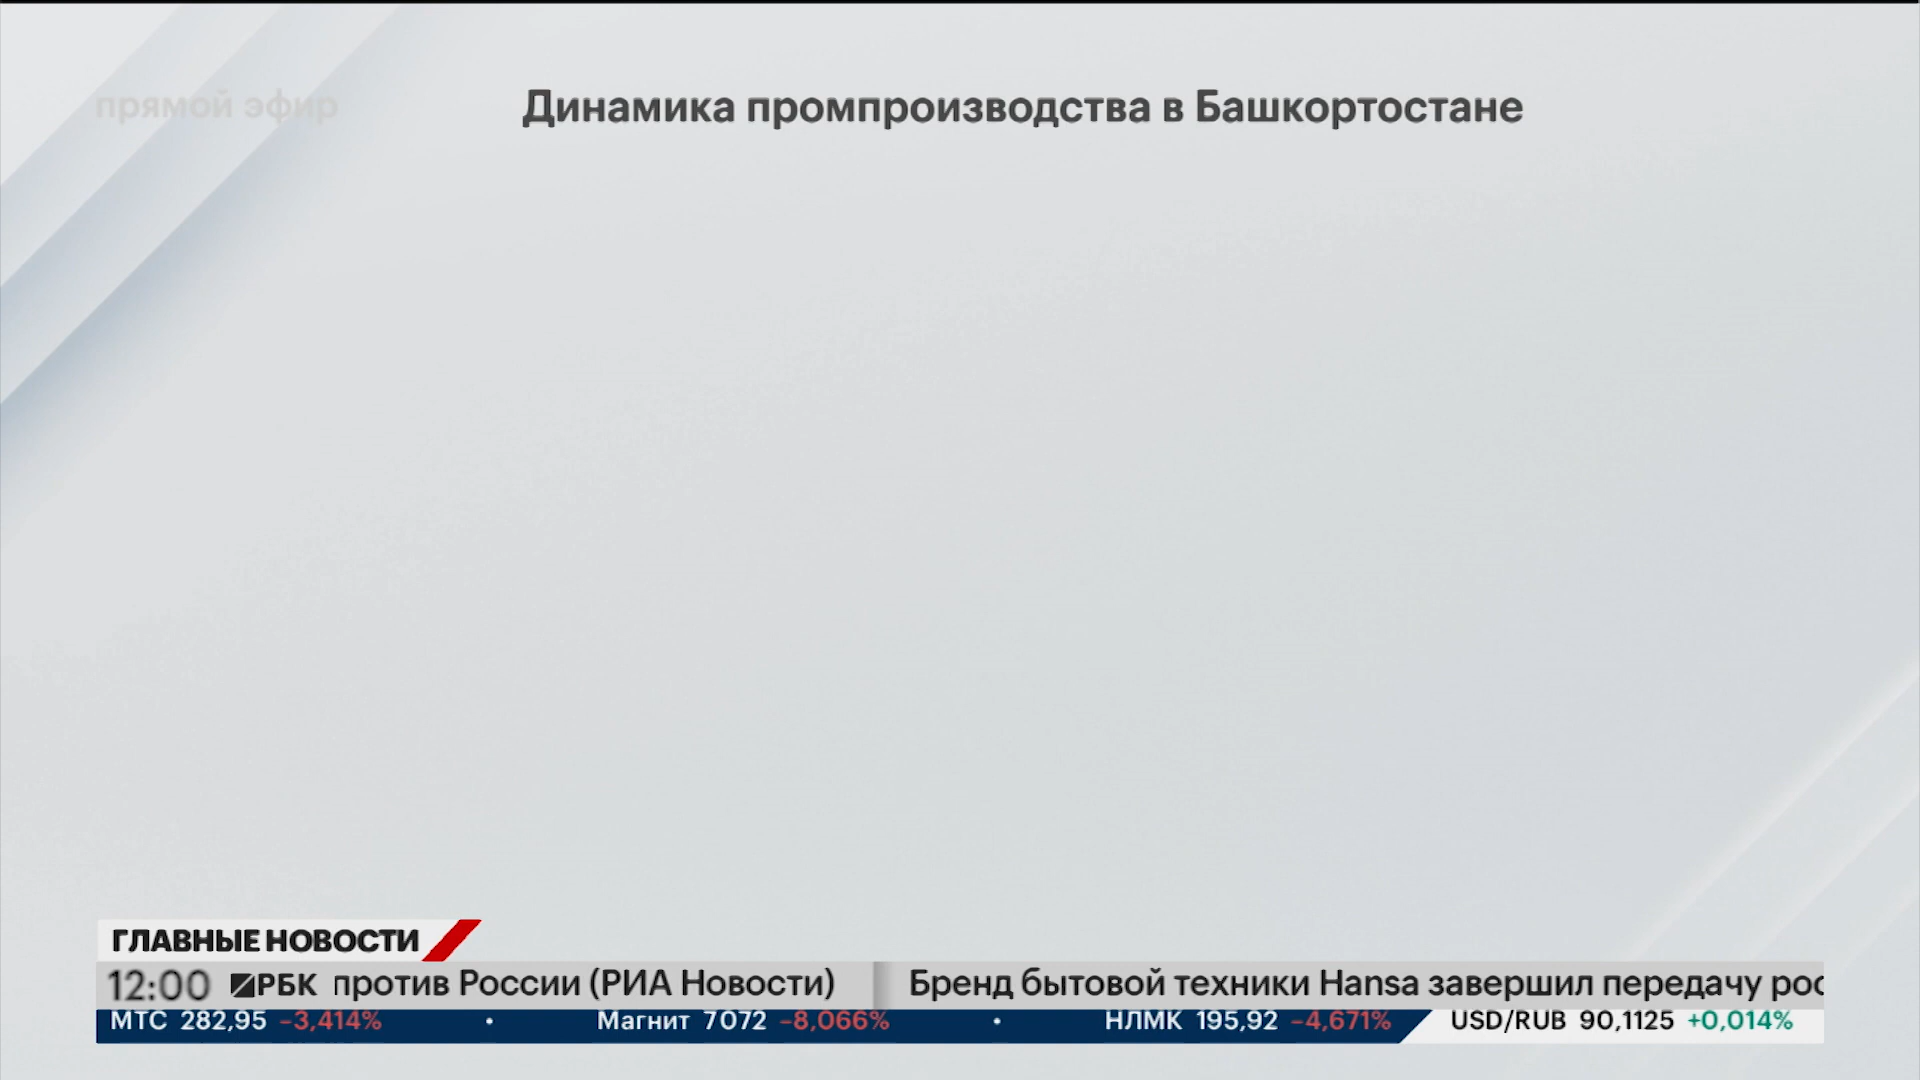 прямой эфир
Динамика промпроизводства в Башкортостане
ГЛАВНЫЕ НОВОСТИ
12:00 РБК против России (РИА Новости) Бренд бытовой техники Hansa завершил передачу рос
МТС 282,95 -3,414% • Магнит 7072 -8,066% • НЛМК 195,92 -4,671% USD/RUB 90,1125 +0,014%